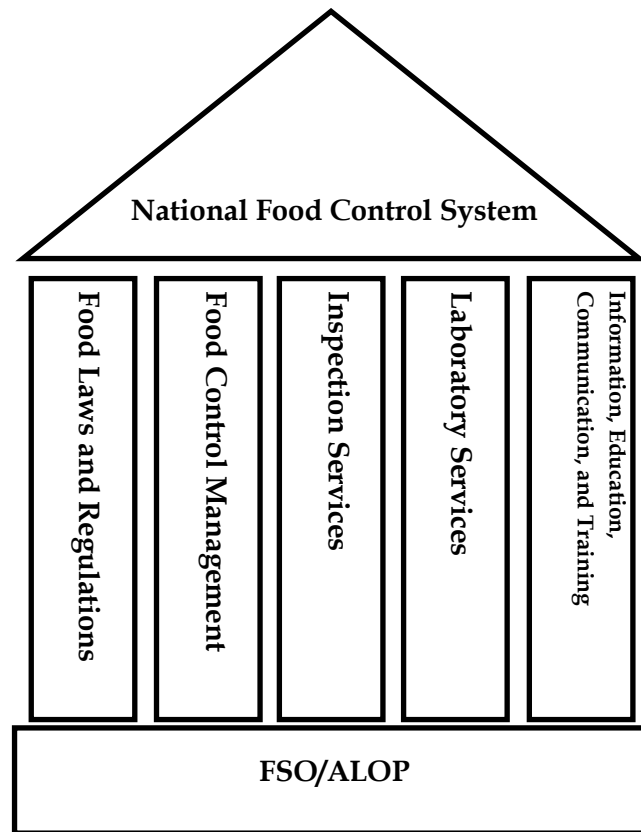 National Food Control System
Food Laws and Regulations
Food Control Management
Inspection Services
Laboratory Services
Information, Education,
Communication, and Training
FSO/ALOP